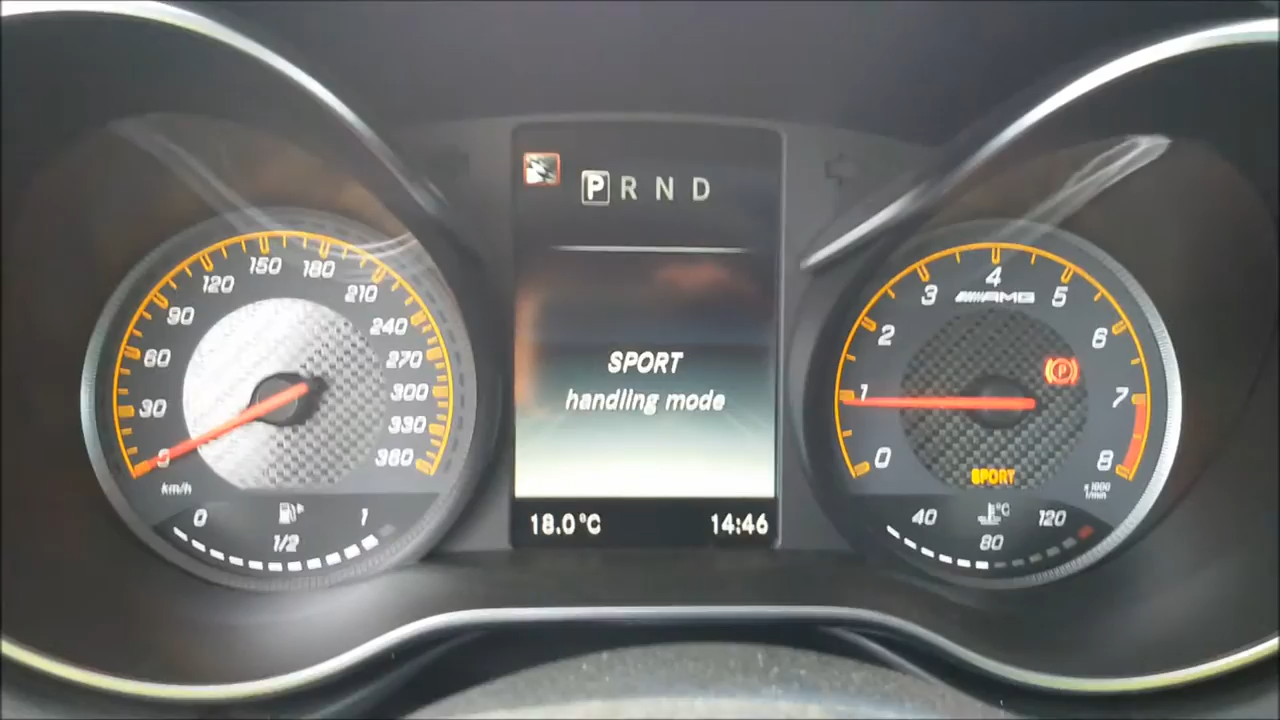 P R N D
SPORT
handling mode
18.0°C
14:46
0
30
60
90
120
150
180
210
240
270
300
330
360
km/h
0
1/2
1
0
1
2
3
4
5
6
7
8
AMG
P
SPORT
x 1000
1/min
40
80
120
°C